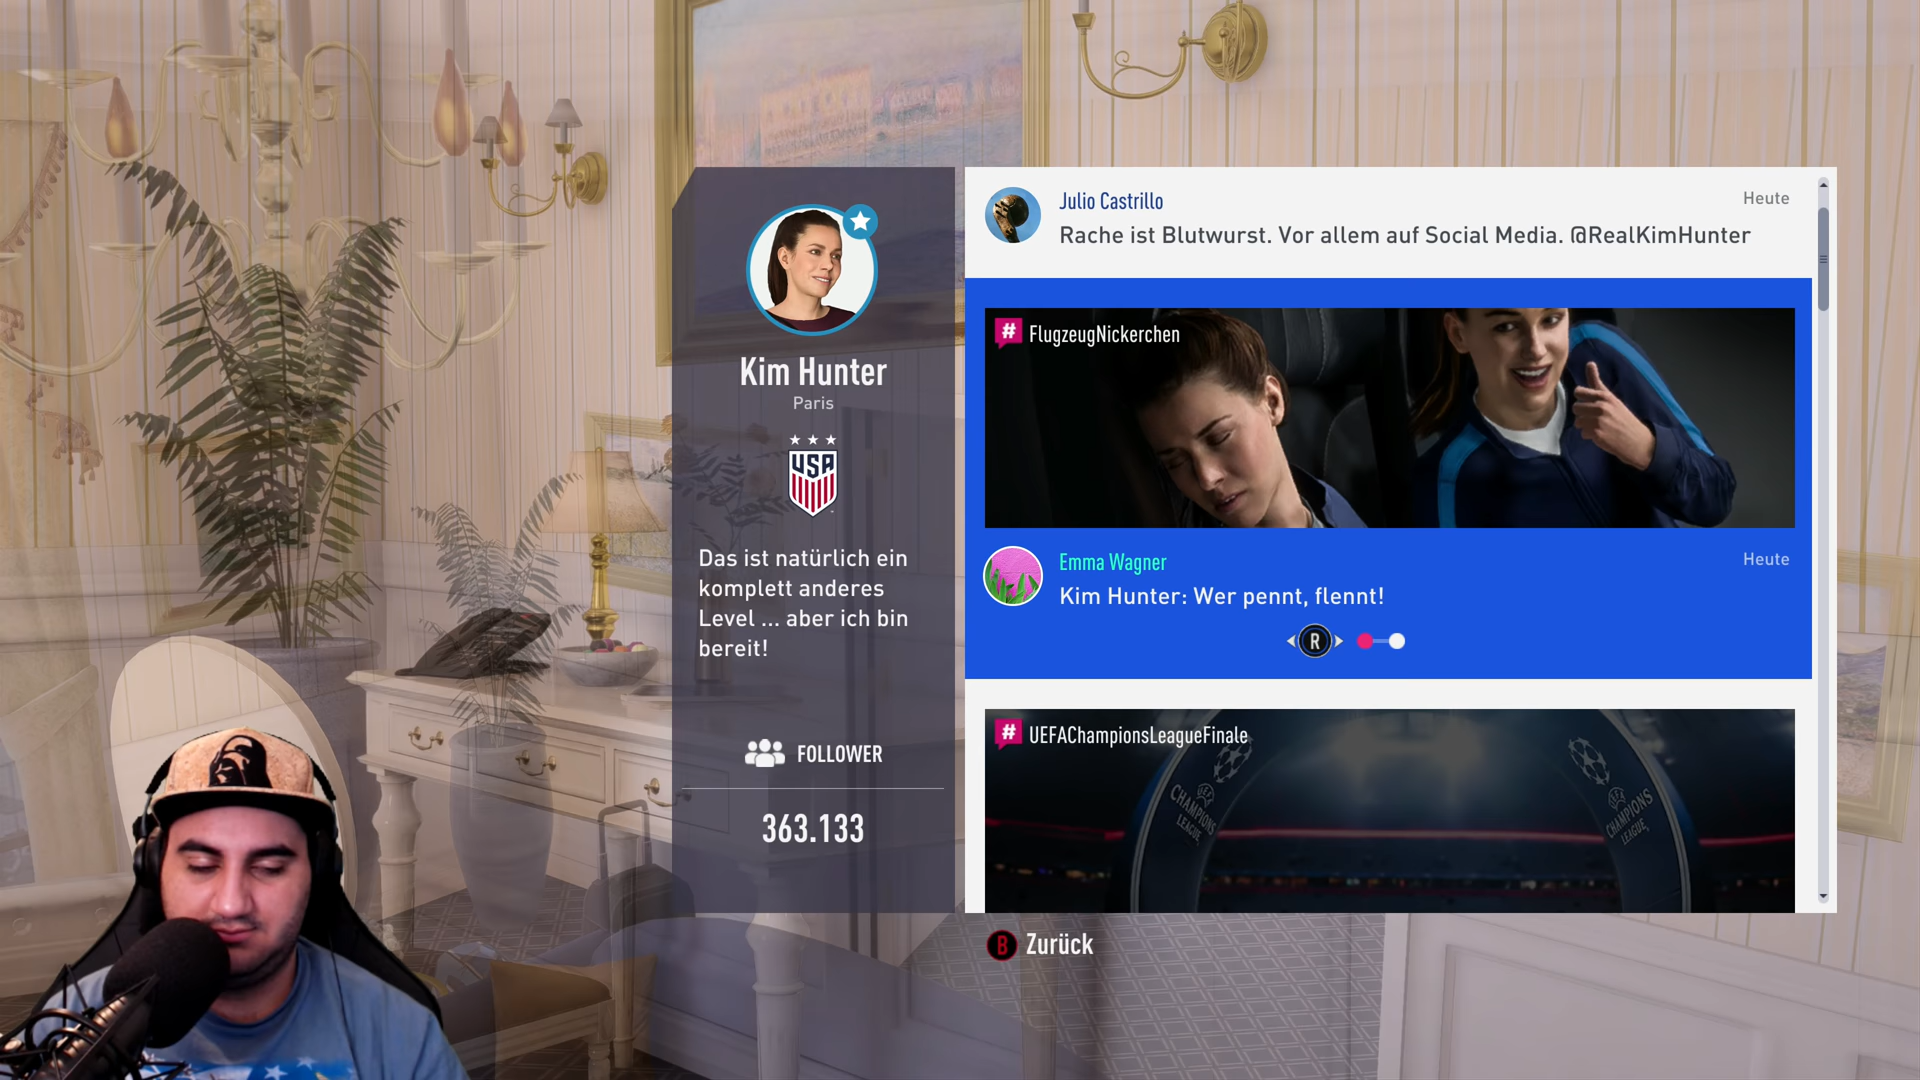 Kim Hunter
Paris
USA
Das ist natürlich ein
komplett anderes
Level ... aber ich bin
bereit!
FOLLOWER
363.133
Julio Castrillo
Heute
Rache ist Blutwurst. Vor allem auf Social Media. @RealKimHunter
# FlugzeugNickerchen
Emma Wagner
Heute
Kim Hunter: Wer pennt, flennt!
R
# UEFAChampionsLeagueFinale
UEFA
CHAMPIONS
LEAGUE
UEFA
CHAMPIONS
LEAGUE
B Zurück